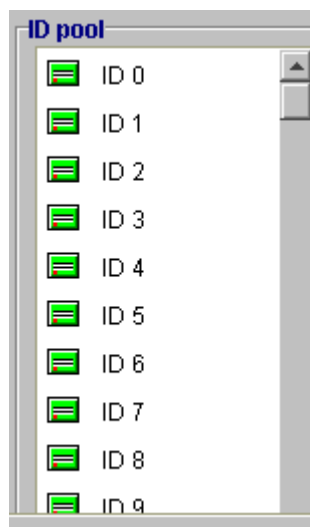 ID pool
ID 0
ID 1
ID 2
ID 3
ID 4
ID 5
ID 6
ID 7
ID 8
ID 9